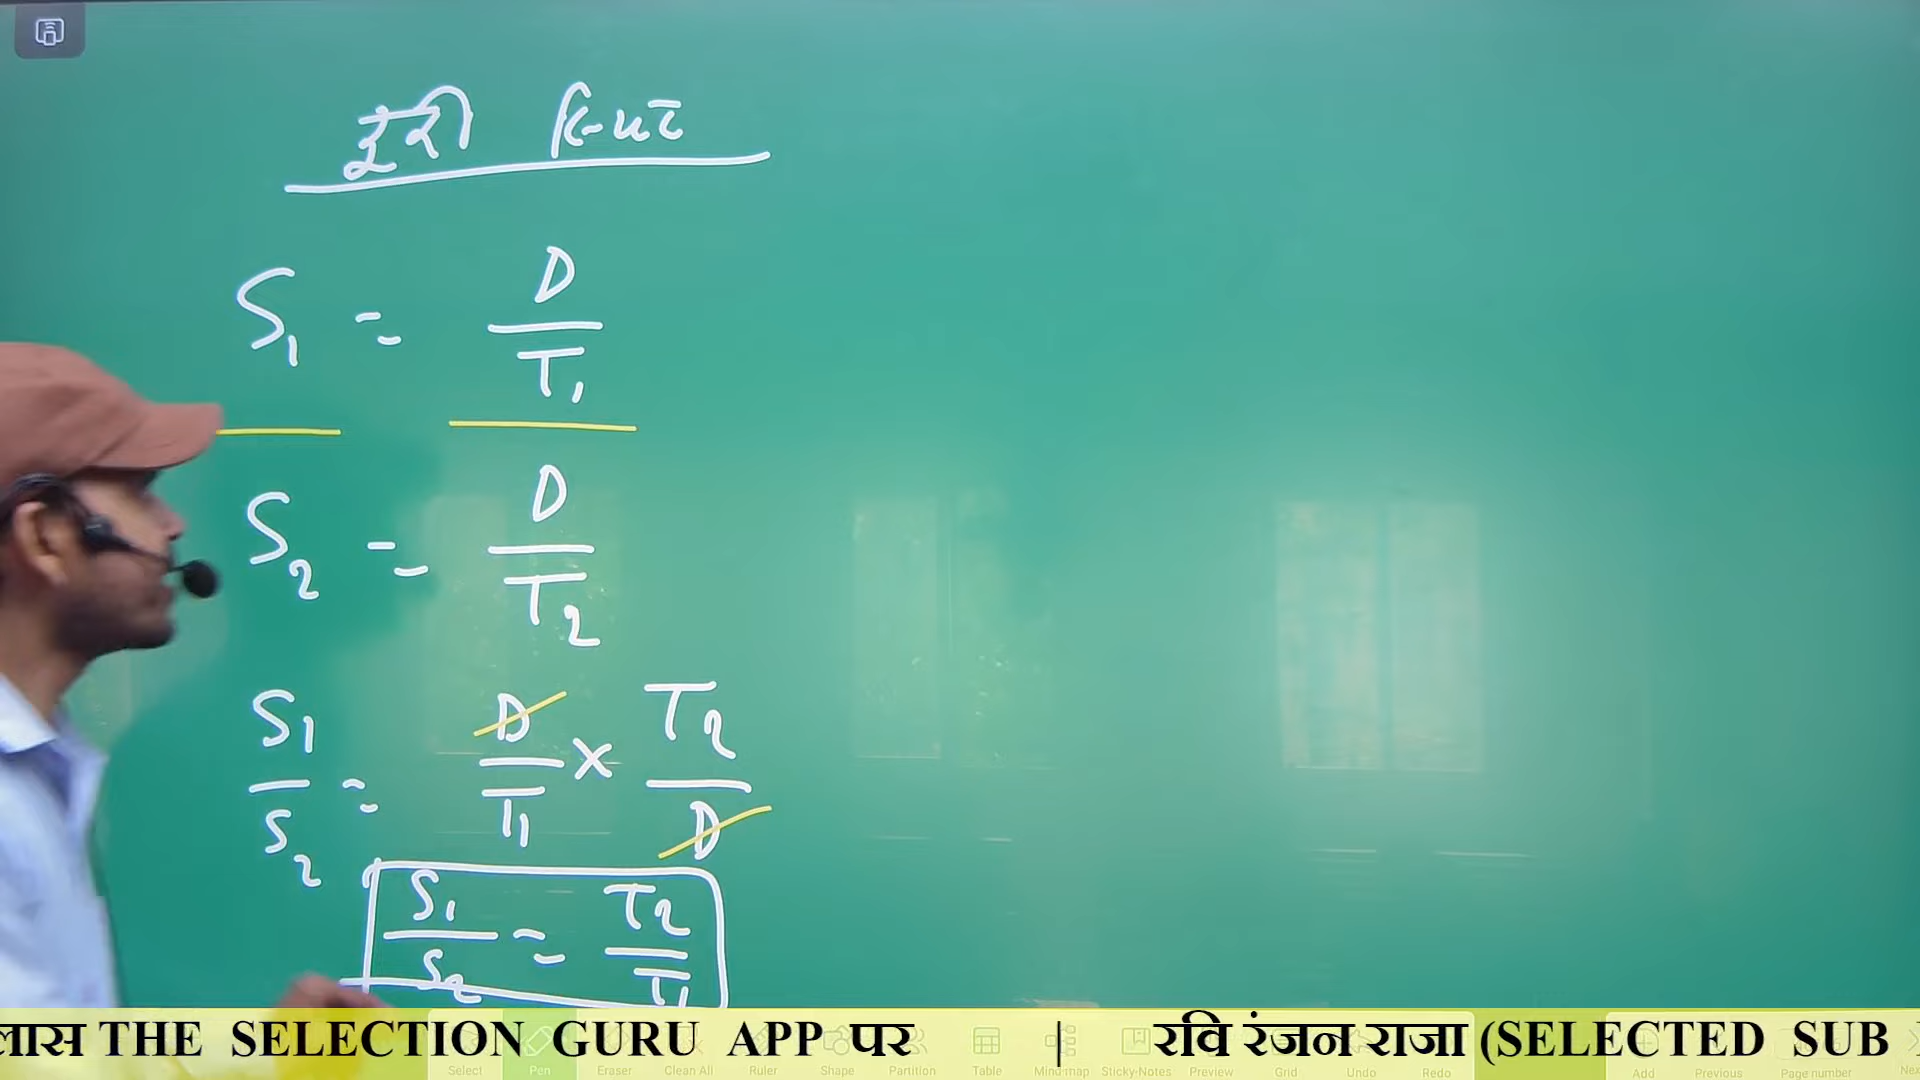 दूरी स्थिर
S₁ = D/T₁
S₂ = D/T₂
S₁/S₂ = D/T₁ × T₂/D
S₁/S₂ = T₂/T₁
लास THE SELECTION GURU APP पर | रवि रंजन राजा (SELECTED SUB
Select Pen Eraser Clean All Ruler Shape Partition Table Mind map Sticky-Notes Preview Grid Undo Redo Add Previous Page number